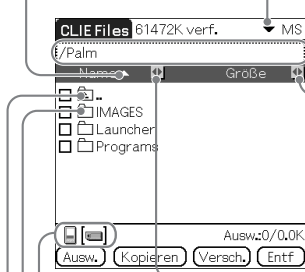 CLIE Files 61472K verf. MS
/Palm
Name Größe
..
IMAGES
Launcher
Programs
Ausw.:0/0.0K
Ausw. Kopieren Versch. Entf